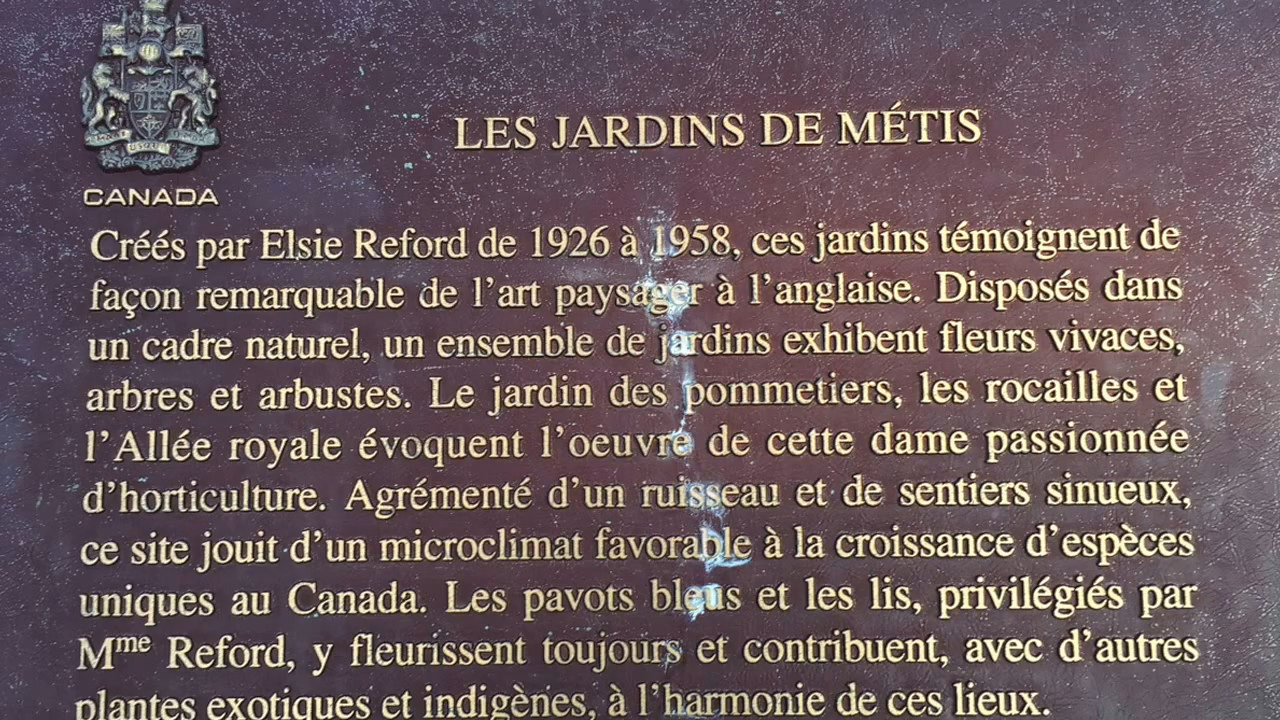 CANADA
LES JARDINS DE MÉTIS
Créés par Elsie Reford de 1926 à 1958, ces jardins témoignent de
façon remarquable de l'art paysager à l'anglaise. Disposés dans
un cadre naturel, un ensemble de jardins exhibent fleurs vivaces,
arbres et arbustes. Le jardin des pommetiers, les rocailles et
l'Allée royale évoquent l'oeuvre de cette dame passionnée
d'horticulture. Agrémenté d'un ruisseau et de sentiers sinueux,
ce site jouit d'un microclimat favorable à la croissance d'espèces
uniques au Canada. Les pavots bleus et les lis, privilégiés par
Mme Reford, y fleurissent toujours et contribuent, avec d'autres
plantes exotiques et indigènes, à l'harmonie de ces lieux.